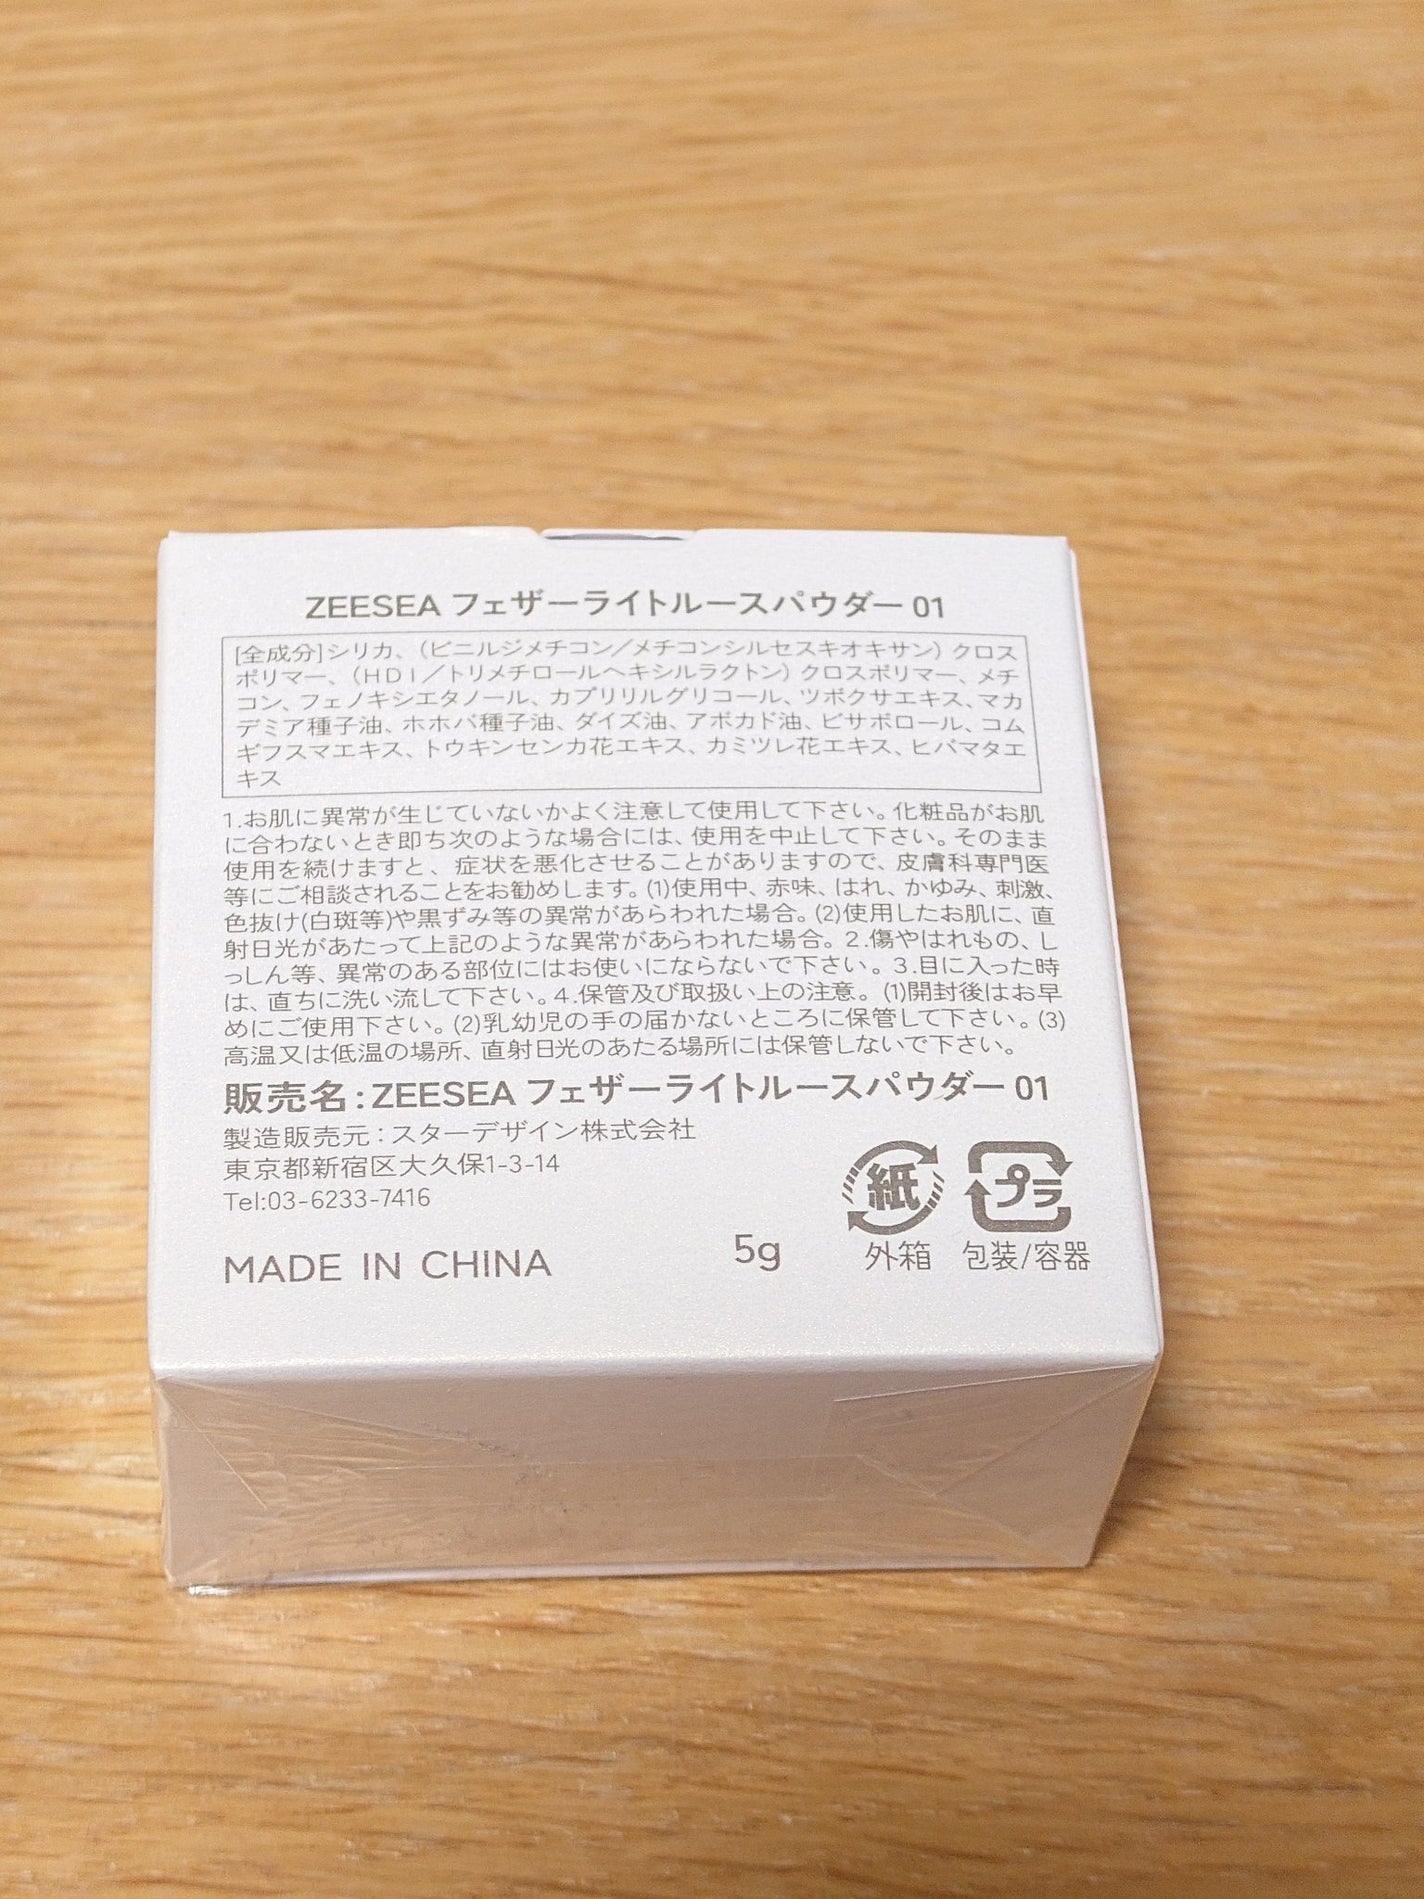 ZEESEA フェザーライトルースパウダー 01
[全成分]シリカ、(ビニルジメチコン/メチコンシルセスキオキサン)クロス
ポリマー、(HDI/トリメチロールヘキシルラクトン)クロスポリマー、メチ
コン、フェノキシエタノール、カプリリルグリコール、ツボクサエキス、マカ
デミア種子油、ホホバ種子油、ダイズ油、アボカド油、ビサボロール、コム
ギフスマエキス、トウキンセンカ花エキス、カミツレ花エキス、ヒバマタエ
キス
1.お肌に異常が生じていないかよく注意して使用して下さい。化粧品がお肌
に合わないとき即ち次のような場合には、使用を中止して下さい。そのまま
使用を続けますと、症状を悪化させることがありますので、皮膚科専門医
等にご相談されることをお勧めします。(1)使用中、赤味、はれ、かゆみ、刺激、
色抜け(白斑等)や黒ずみ等の異常があらわれた場合。(2)使用したお肌に、直
射日光があたって上記のような異常があらわれた場合。2.傷やはれもの、し
っしん等、異常のある部位にはお使いにならないで下さい。3.目に入った時
は、直ちに洗い流して下さい。4.保管及び取扱い上の注意。(1)開封後はお早
めにご使用下さい。(2)乳幼児の手の届かないところに保管して下さい。(3)
高温又は低温の場所、直射日光のあたる場所には保管しないで下さい。
販売名:ZEESEA フェザーライトルースパウダー 01
製造販売元:スターデザイン株式会社
東京都新宿区大久保1-3-14
Tel:03-6233-7416
紙 プラ
外箱 包装/容器
MADE IN CHINA 5g